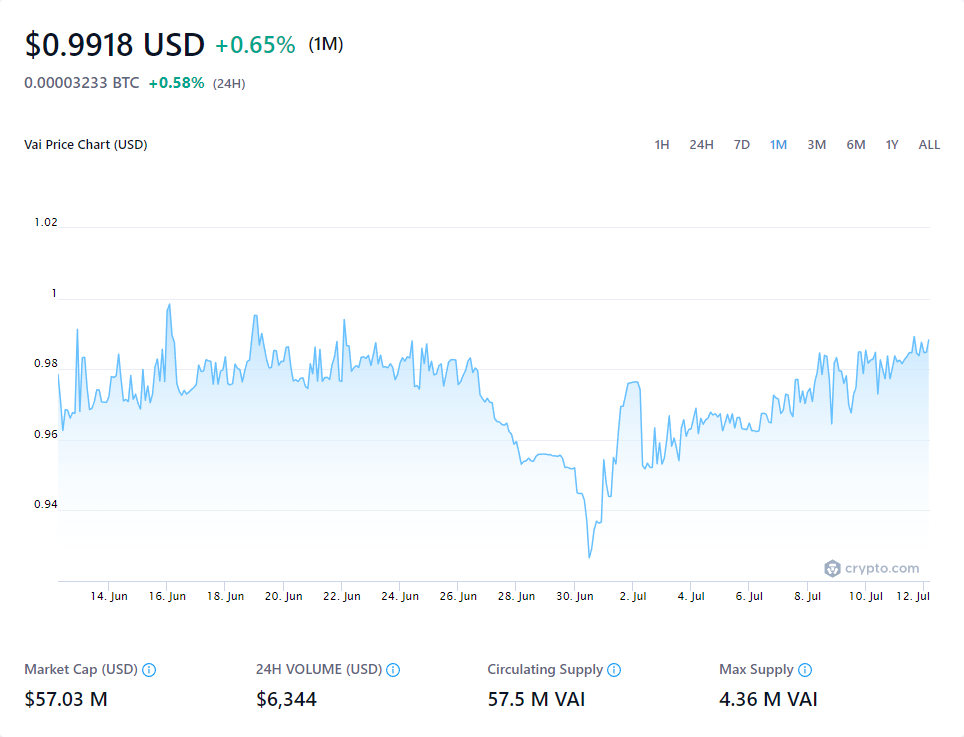 $0.9918 USD +0.65% (1M)
0.00003233 BTC +0.58% (24H)
Vai Price Chart (USD) 1H 24H 7D 1M 3M 6M 1Y ALL
1.02
1
0.98
0.96
0.94
crypto.com
14. Jun 16. Jun 18. Jun 20. Jun 22. Jun 24. Jun 26. Jun 28. Jun 30. Jun 2. Jul 4. Jul 6. Jul 8. Jul 10. Jul 12. Jul
Market Cap (USD) 24H VOLUME (USD) Circulating Supply Max Supply
$57.03 M $6,344 57.5 M VAI 4.36 M VAI